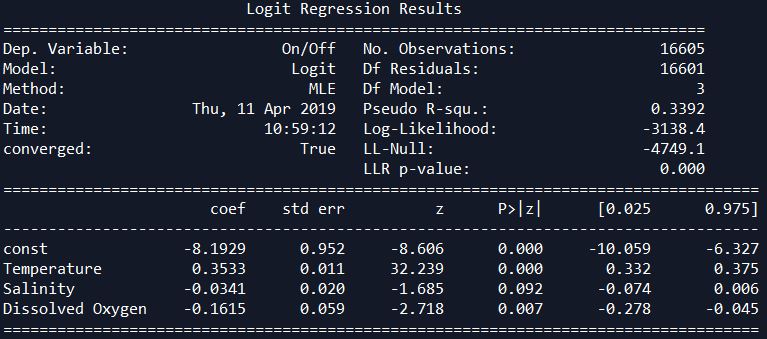 Logit Regression Results
==============================================================================
Dep. Variable: On/Off No. Observations: 16605
Model: Logit Df Residuals: 16601
Method: MLE Df Model: 3
Date: Thu, 11 Apr 2019 Pseudo R-squ.: 0.3392
Time: 10:59:12 Log-Likelihood: -3138.4
converged: True LL-Null: -4749.1
LLR p-value: 0.000
====================================================================================
coef std err z P>|z| [0.025 0.975]
------------------------------------------------------------------------------------
const -8.1929 0.952 -8.606 0.000 -10.059 -6.327
Temperature 0.3533 0.011 32.239 0.000 0.332 0.375
Salinity -0.0341 0.020 -1.685 0.092 -0.074 0.006
Dissolved Oxygen -0.1615 0.059 -2.718 0.007 -0.278 -0.045
====================================================================================